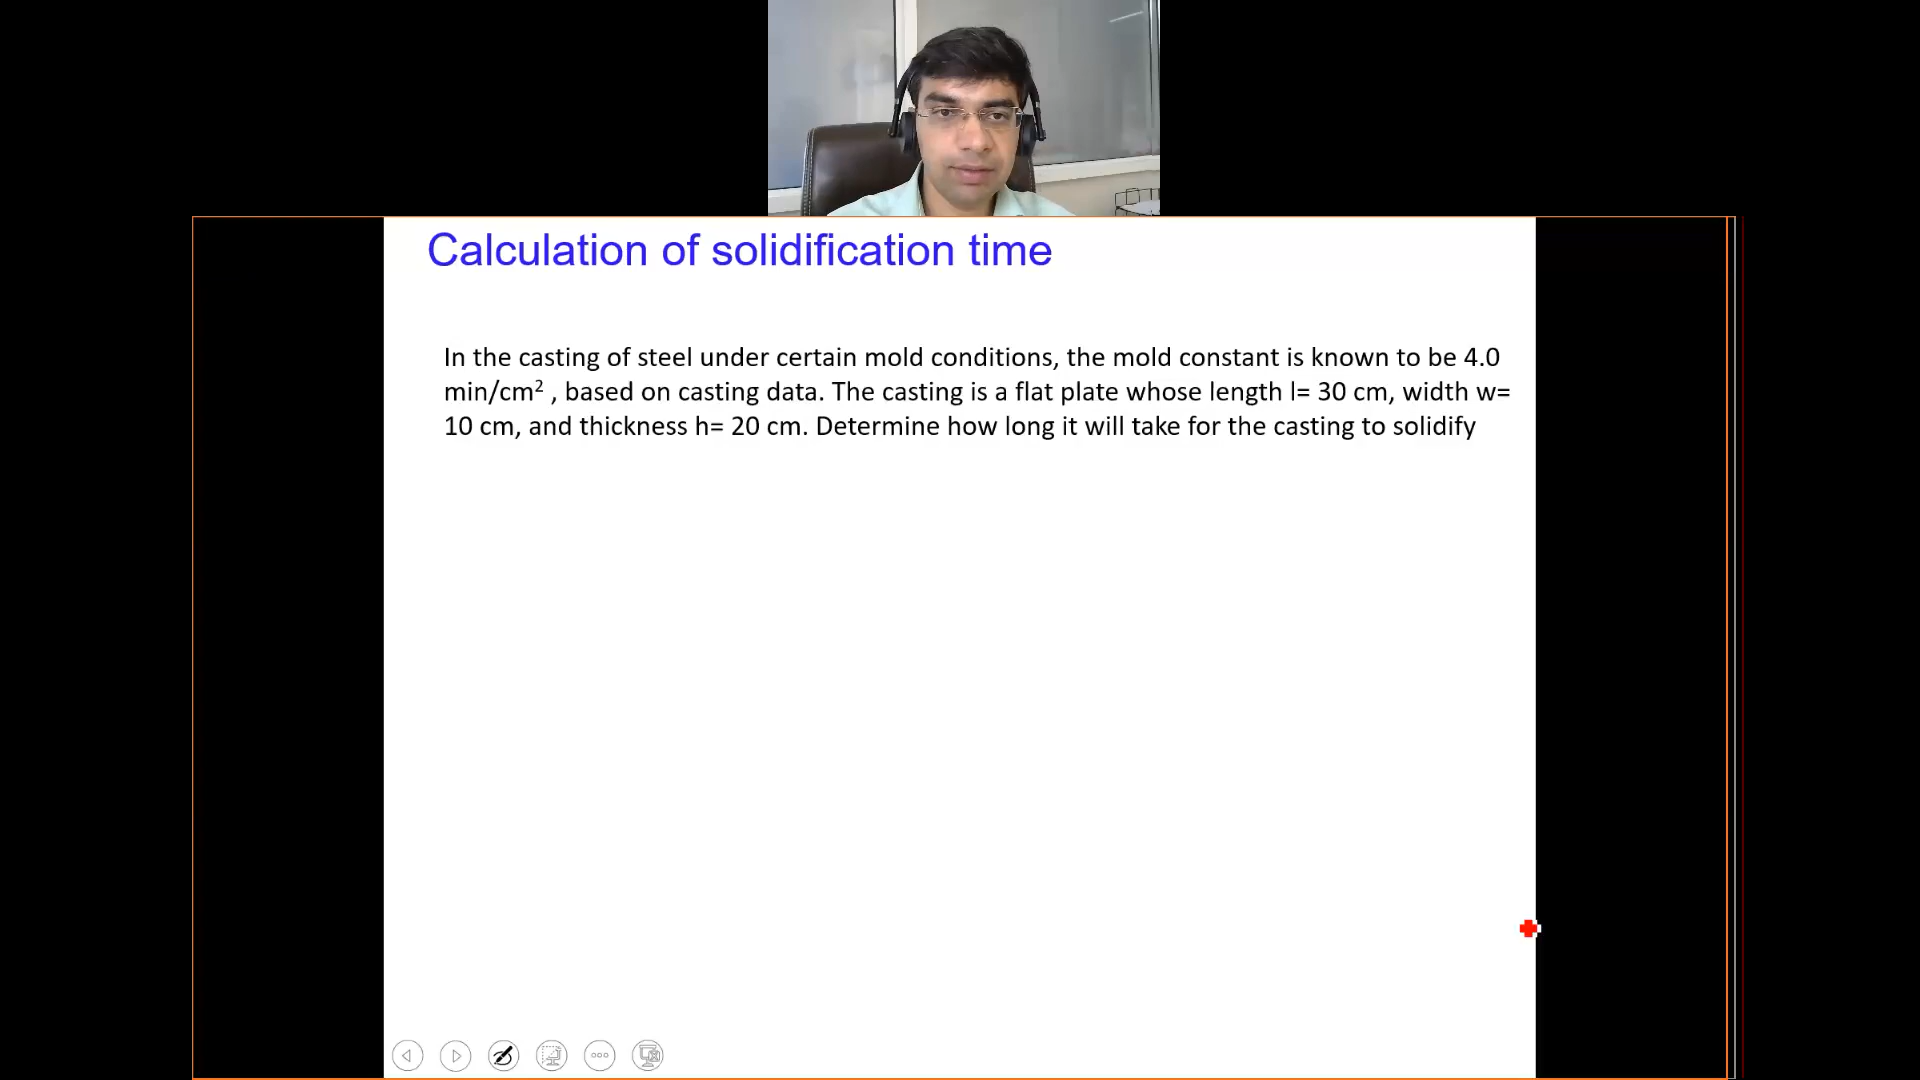 Calculation of solidification time
In the casting of steel under certain mold conditions, the mold constant is known to be 4.0
min/cm² , based on casting data. The casting is a flat plate whose length l= 30 cm, width w=
10 cm, and thickness h= 20 cm. Determine how long it will take for the casting to solidify